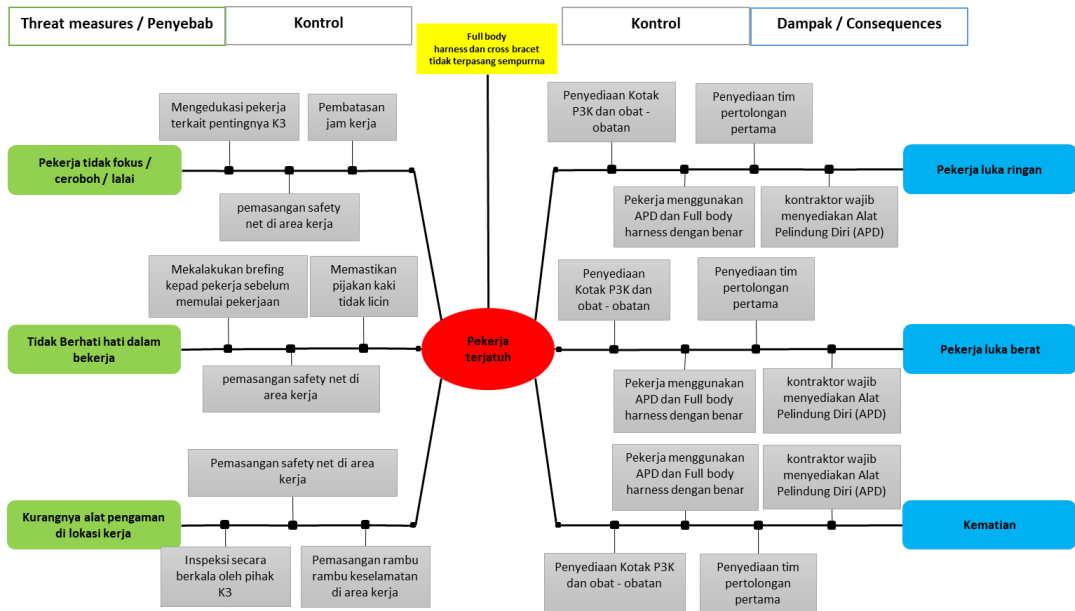 Threat measures / Penyebab
Kontrol
Full body
harness dan cross bracet
tidak terpasang sempurrna
Kontrol
Dampak / Consequences
Mengedukasi pekerja
terkait pentingnya K3
Pembatasan
jam kerja
Pekerja tidak fokus /
ceroboh / lalai
pemasangan safety
net di area kerja
Penyediaan Kotak
P3K dan obat -
obatan
Penyediaan tim
pertolongan
pertama
Pekerja luka ringan
Pekerja menggunakan
APD dan Full body
harness dengan benar
kontraktor wajib
menyediakan Alat
Pelindung Diri (APD)
Mekalakukan brefing
kepad pekerja sebelum
memulai pekerjaan
Memastikan
pijakan kaki
tidak licin
Tidak Berhati hati dalam
bekerja
pemasangan safety net di
area kerja
Pekerja
terjatuh
Penyediaan
Kotak P3K dan
obat - obatan
Penyediaan tim
pertolongan
pertama
Pekerja luka berat
Pekerja menggunakan
APD dan Full body
harness dengan benar
kontraktor wajib
menyediakan Alat
Pelindung Diri (APD)
Pemasangan safety net di area
kerja
Kurangnya alat pengaman
di lokasi kerja
Inspeksi secara
berkala oleh pihak
K3
Pemasangan rambu
rambu keselamatan
di area kerja
Pekerja menggunakan
APD dan Full body
harness dengan benar
kontraktor wajib
menyediakan Alat
Pelindung Diri (APD)
Kematian
Penyediaan Kotak P3K
dan obat - obatan
Penyediaan tim
pertolongan
pertama